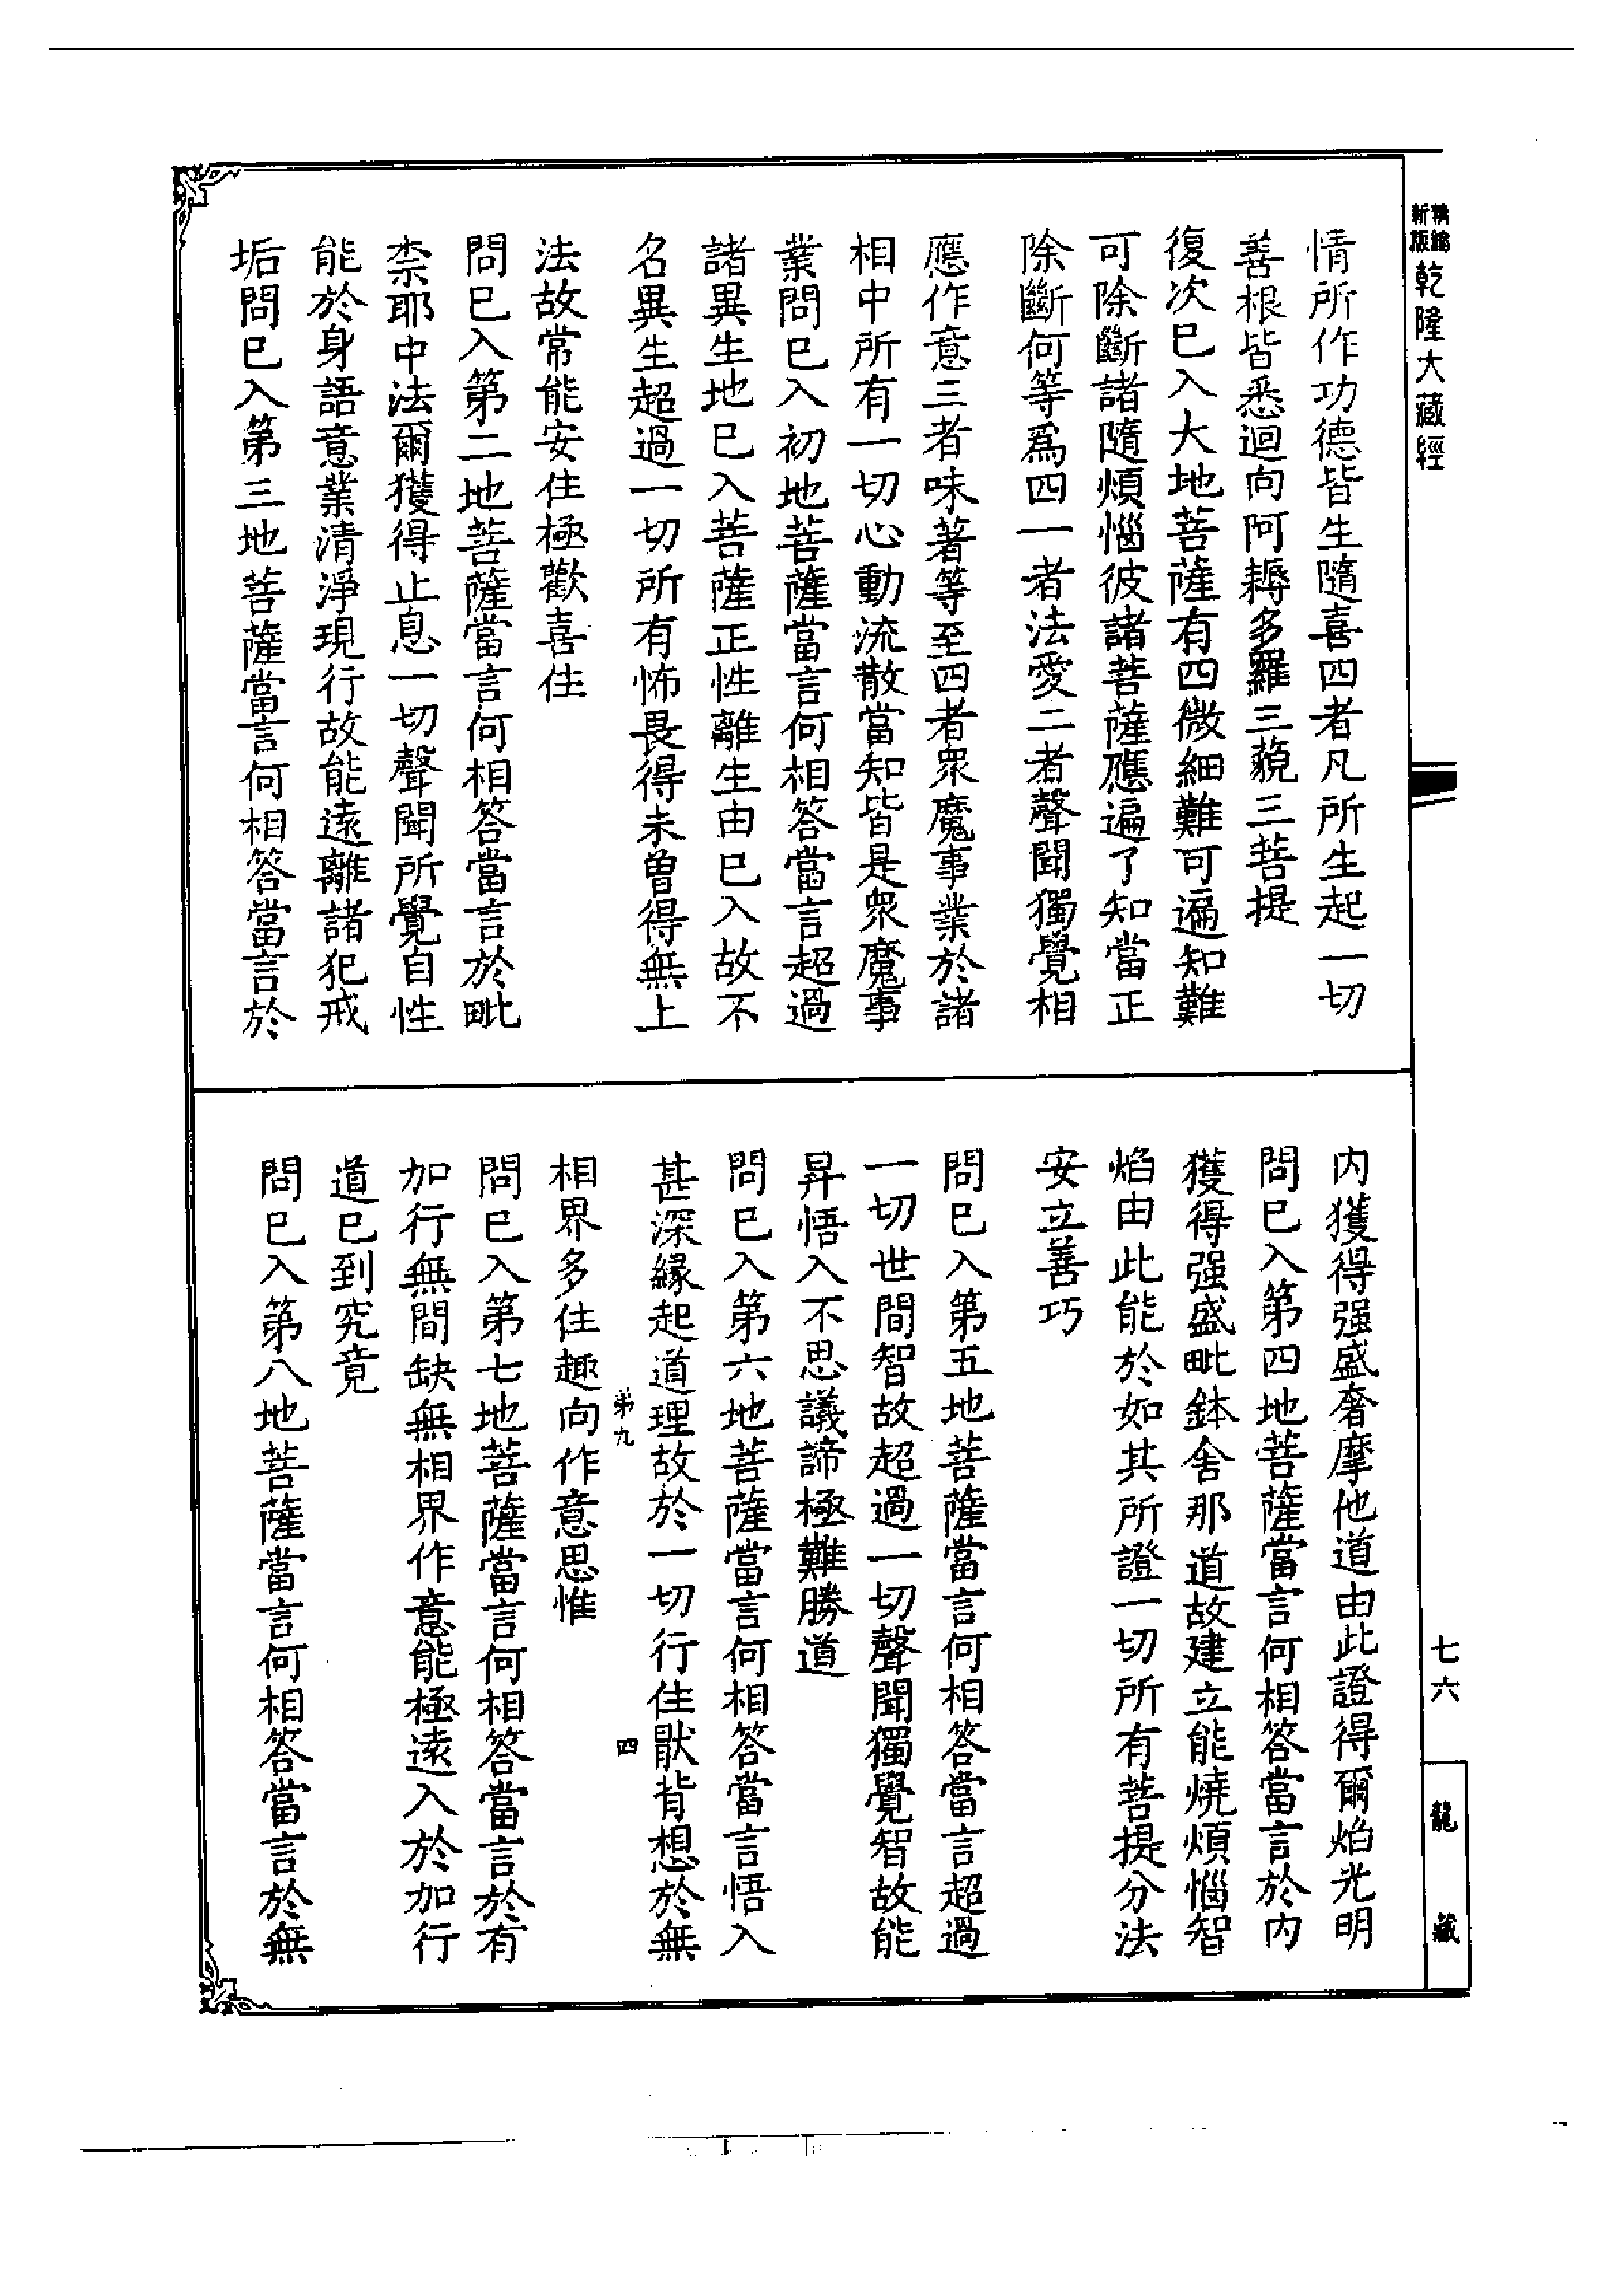 精縮
新版
乾隆大藏經
情所作功德皆生隨喜四者凡所生起一切
善根皆悉迴向阿耨多羅三藐三菩提
復次巳入大地菩薩有四微細難可遍知難
可除斷諸隨煩惱彼諸菩薩應遍了知當正
除斷何等爲四一者法愛二者聲聞獨覺相
應作意三者味著等至四者眾魔事業於諸
相中所有一切心動流散當知皆是眾魔事
業問巳入初地菩薩當言何相答當言超過
諸異生地巳入菩薩正性離生由巳入故不
名異生超過一切所有怖畏得未曾得無上
法故常能安住極歡喜住
問巳入第二地菩薩當言何相答當言於毗
柰耶中法爾獲得止息一切聲聞所覺自性
能於身語意業清淨現行故能遠離諸犯戒
垢問巳入第三地菩薩當言何相答當言於
內獲得强盛奢摩他道由此證得爾焰光明
問巳入第四地菩薩當言何相答當言於內
獲得强盛毗鉢舍那道故建立能燒煩惱智
焰由此能於如其所證一切所有菩提分法
安立善巧
問巳入第五地菩薩當言何相答當言超過
一切世間智故超過一切聲聞獨覺智故能
昇悟入不思議諦極難勝道
問巳入第六地菩薩當言何相答當言悟入
甚深緣起道理故於一切行住猒背想於無
第九 四
相界多住趣向作意思惟
問巳入第七地菩薩當言何相答當言於有
加行無間缺無相界作意能極遠入於加行
道巳到究竟
問巳入第八地菩薩當言何相答當言於無
七六
龍藏